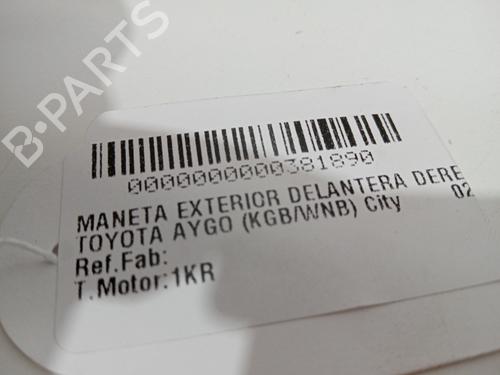 B-PARTS
0000000000381890
MANETA EXTERIOR DELANTERA DERE
TOYOTA AYGO (KGB/WNB) City 02
Ref.Fab:
T.Motor:1KR